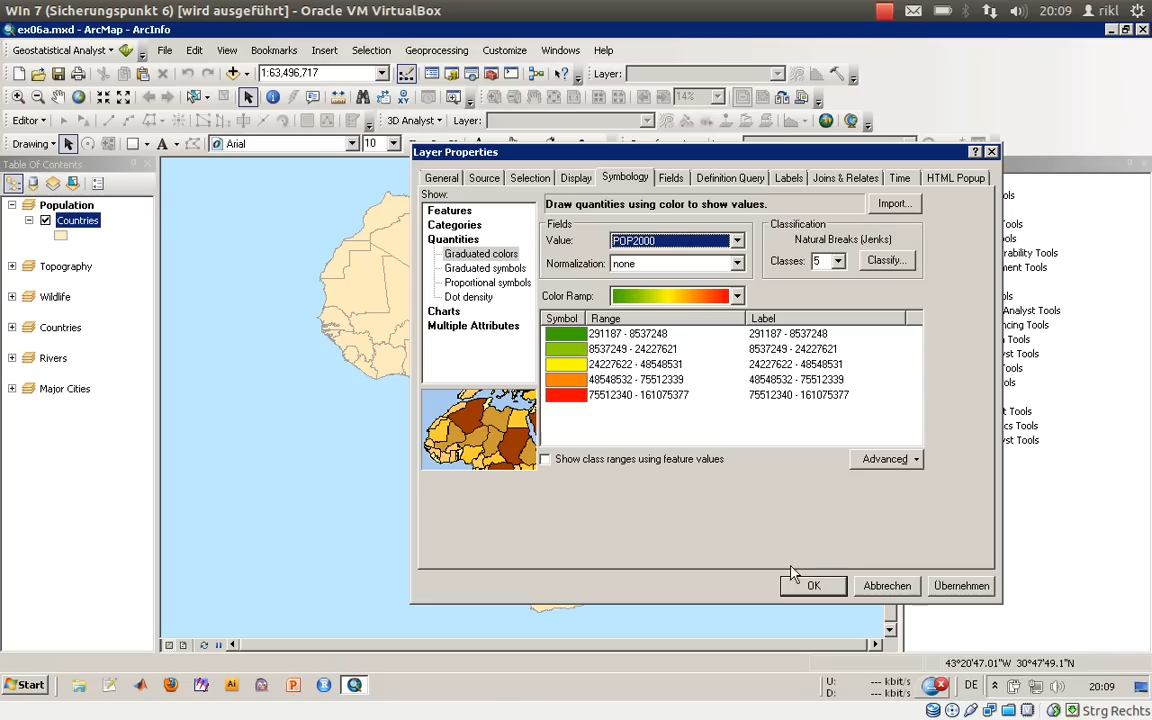 Win 7 (Sicherungspunkt 6) [wird ausgeführt] - Oracle VM VirtualBox
20:09 rikl
ex06a.mxd - ArcMap - ArcInfo
Geostatistical Analyst File Edit View Bookmarks Insert Selection Geoprocessing Customize Windows Help
1:63,496,717 Layer:
14%
Editor 3D Analyst Layer:
Drawing A Arial 10
Table Of Contents
Population
Countries
Topography
Wildlife
Countries
Rivers
Major Cities
Layer Properties
General Source Selection Display Symbology Fields Definition Query Labels Joins & Relates Time HTML Popup
Show:
Features
Categories
Quantities
Graduated colors
Graduated symbols
Proportional symbols
Dot density
Charts
Multiple Attributes
Draw quantities using color to show values. Import...
Fields
Value: POP2000
Normalization: none
Classification
Natural Breaks (Jenks)
Classes: 5 Classify...
Color Ramp:
Symbol Range Label
291187 - 8537248 291187 - 8537248
8537249 - 24227621 8537249 - 24227621
24227622 - 48548531 24227622 - 48548531
48548532 - 75512339 48548532 - 75512339
75512340 - 161075377 75512340 - 161075377
Show class ranges using feature values Advanced
OK Abbrechen Übernehmen
43°20'47.01"W 30°47'49.1"N
Start
U: --- kbit/s
D: --- kbit/s
DE 20:09
Strg Rechts